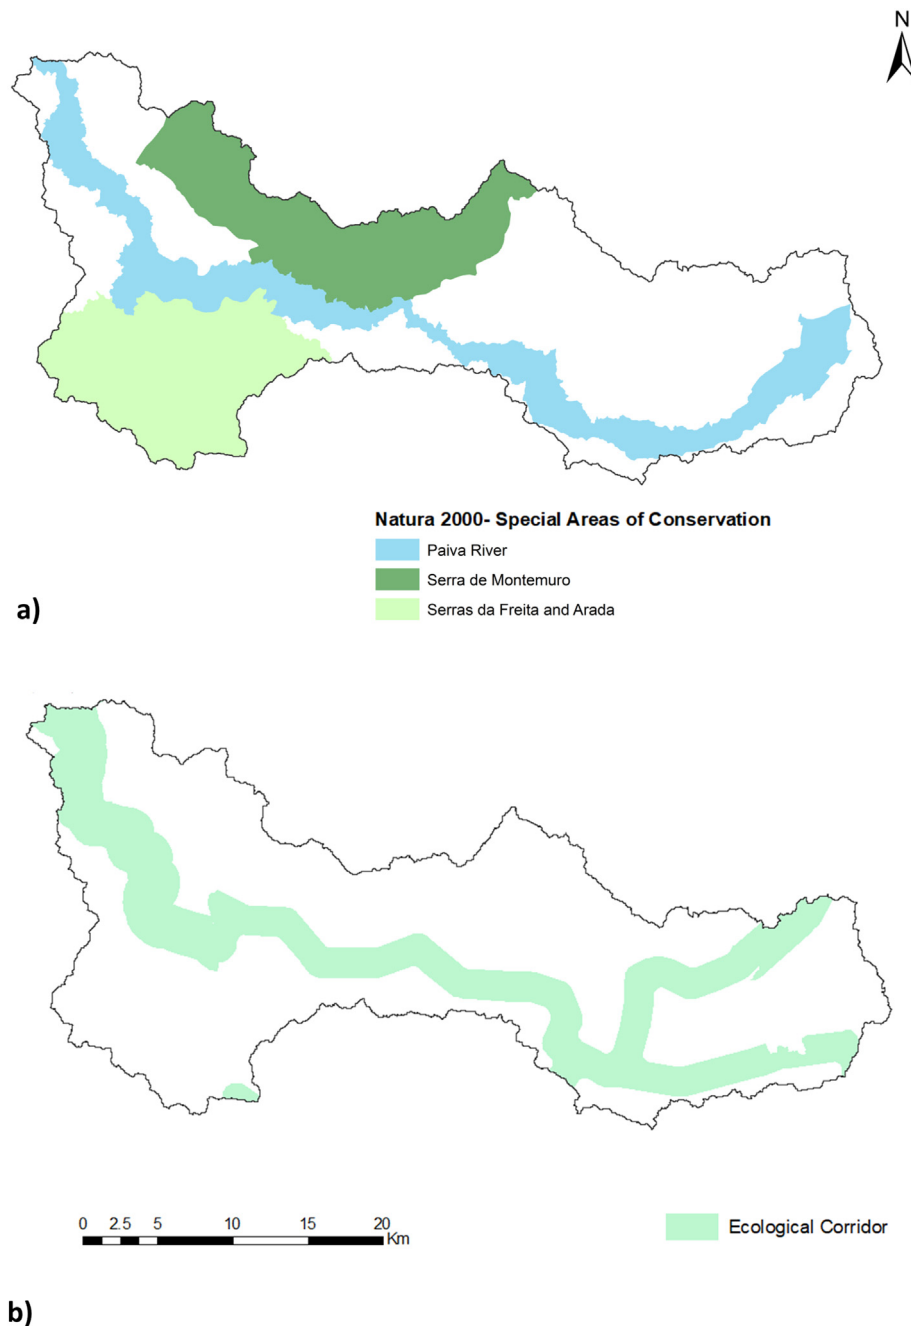 N
Natura 2000- Special Areas of Conservation
Paiva River
Serra de Montemuro
Serras da Freita and Arada
a)
0 2.5 5 10 15 20
Km
Ecological Corridor
b)